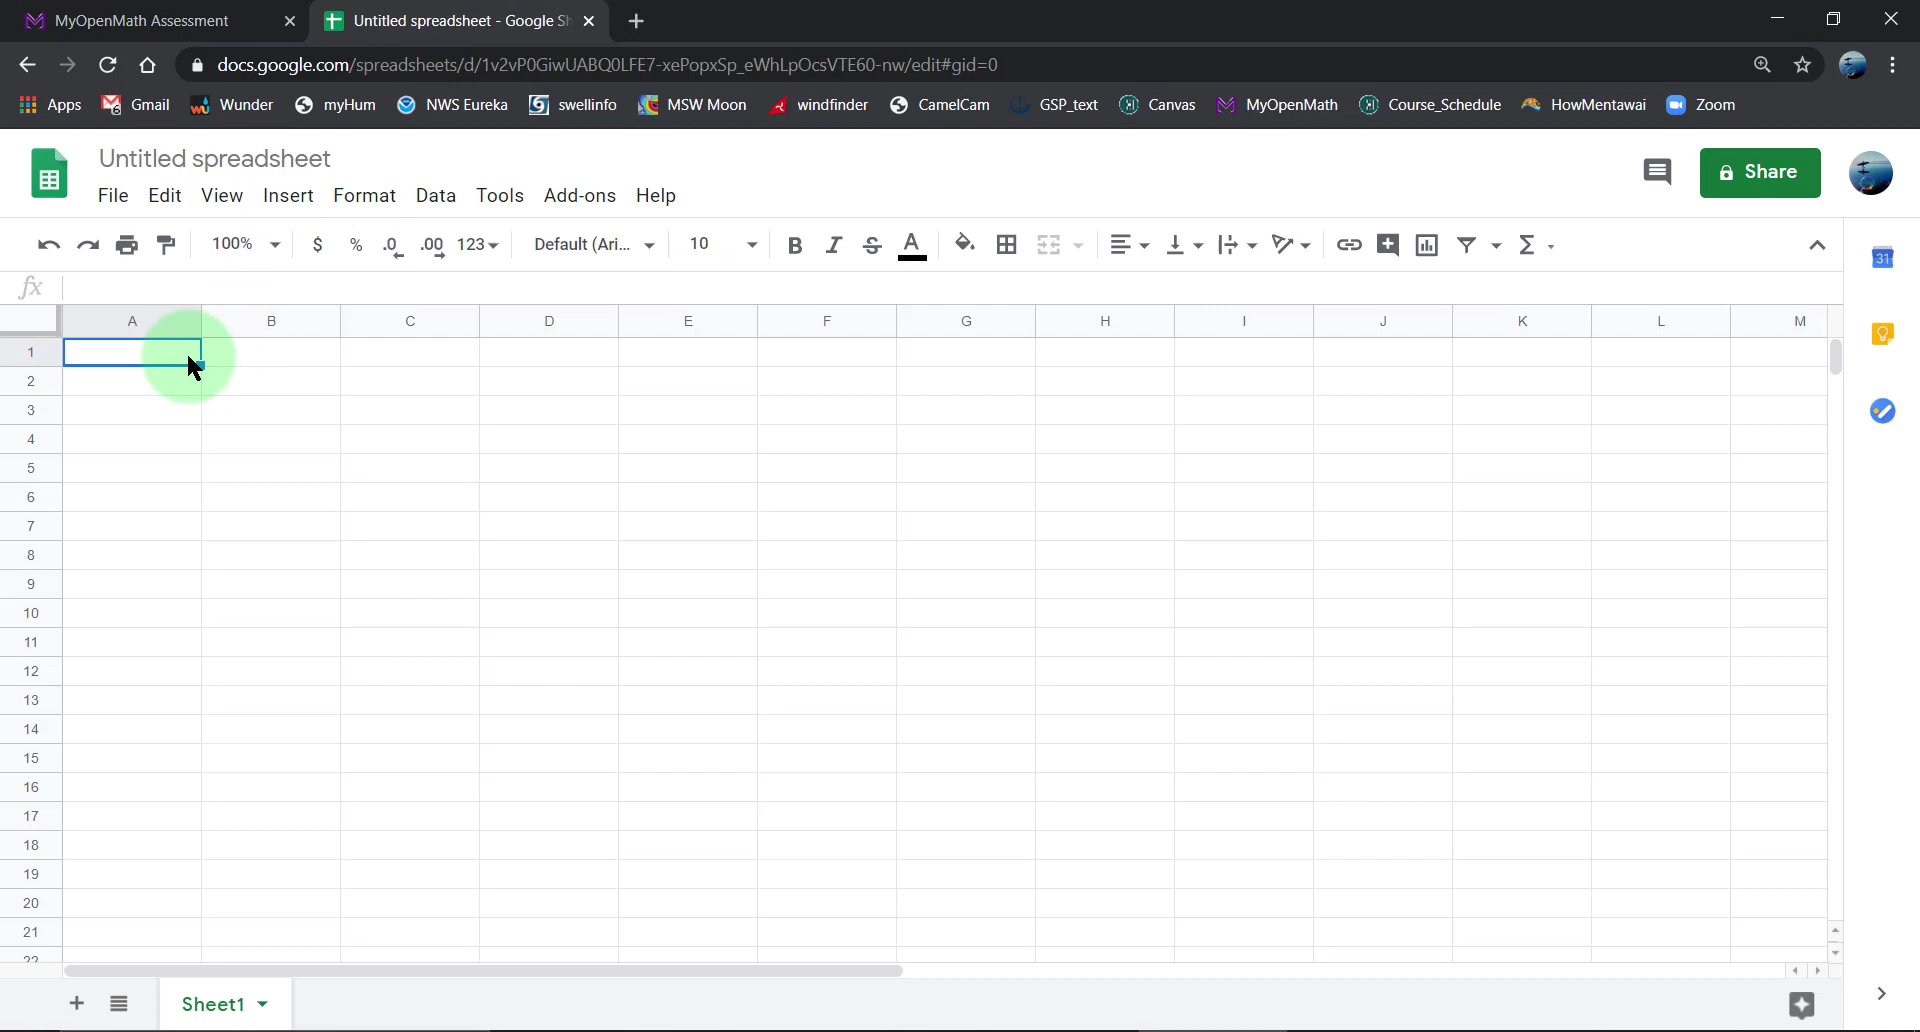 MyOpenMath Assessment
Untitled spreadsheet - Google Sh
docs.google.com/spreadsheets/d/1v2vP0GiwUABQ0LFE7-xePopxSp_eWhLpOcsVTE60-nw/edit#gid=0
Apps Gmail Wunder myHum NWS Eureka swellinfo MSW Moon windfinder CamelCam GSP_text Canvas MyOpenMath Course_Schedule HowMentawai Zoom
Untitled spreadsheet
File Edit View Insert Format Data Tools Add-ons Help
Share
100% $ % .0 .00 123 Default (Ari... 10 B I S A Σ
31
fx
A B C D E F G H I J K L M
1
2
3
4
5
6
7
8
9
10
11
12
13
14
15
16
17
18
19
20
21
22
Sheet1